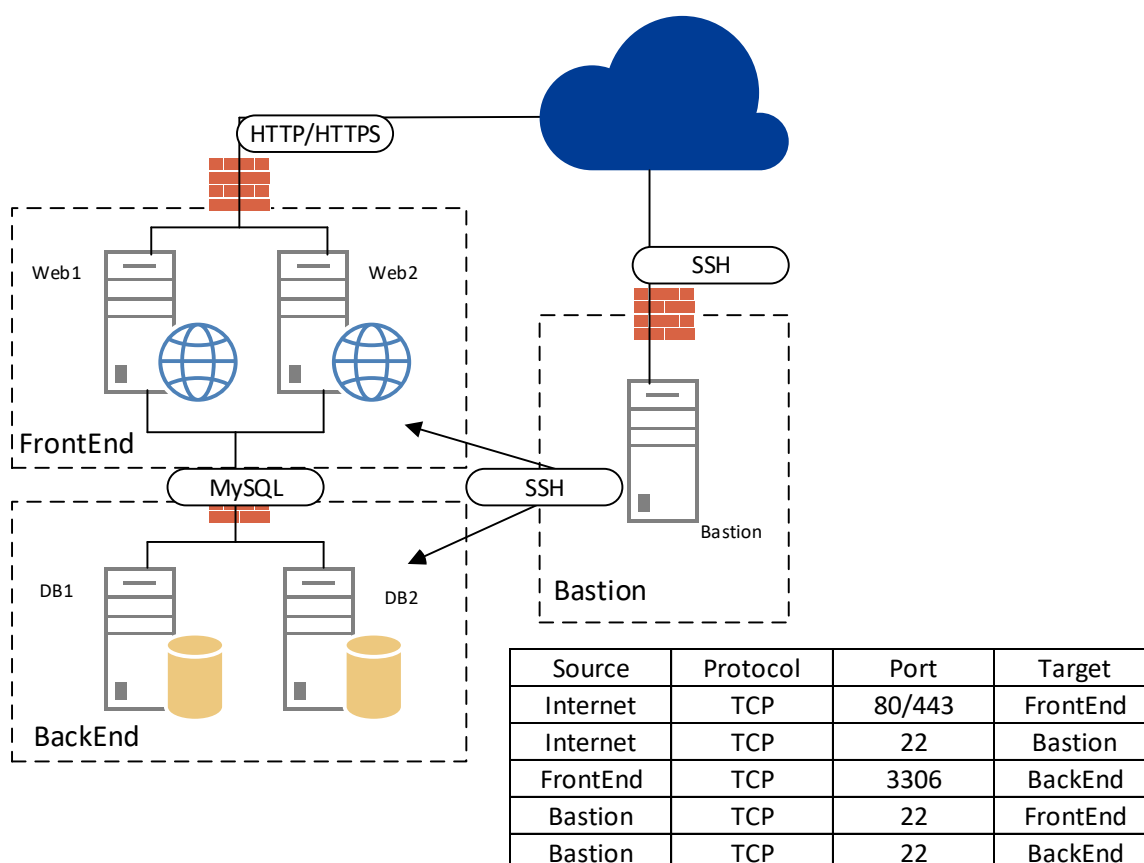 HTTP/HTTPS
Web1
Web2
SSH
FrontEnd
MySQL
SSH
Bastion
DB1
DB2
Bastion
BackEnd
Source Protocol Port Target
Internet TCP 80/443 FrontEnd
Internet TCP 22 Bastion
FrontEnd TCP 3306 BackEnd
Bastion TCP 22 FrontEnd
Bastion TCP 22 BackEnd